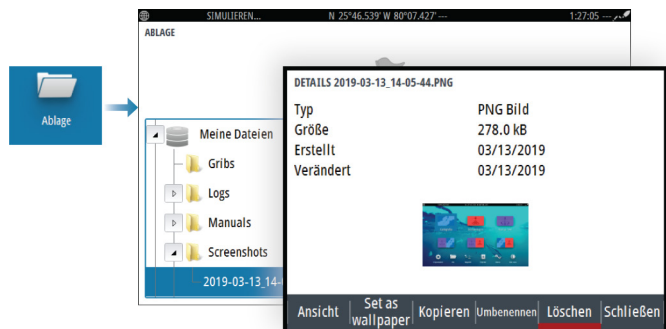 SIMULIEREN... N 25°46.539' W 80°07.427' --- 1:27:05 ---
ABLAGE
Ablage
Meine Dateien
Gribs
Logs
Manuals
Screenshots
2019-03-13_14-
DETAILS 2019-03-13_14-05-44.PNG
Typ PNG Bild
Größe 278.0 kB
Erstellt 03/13/2019
Verändert 03/13/2019
Ansicht Set as wallpaper Kopieren Umbenennen Löschen Schließen